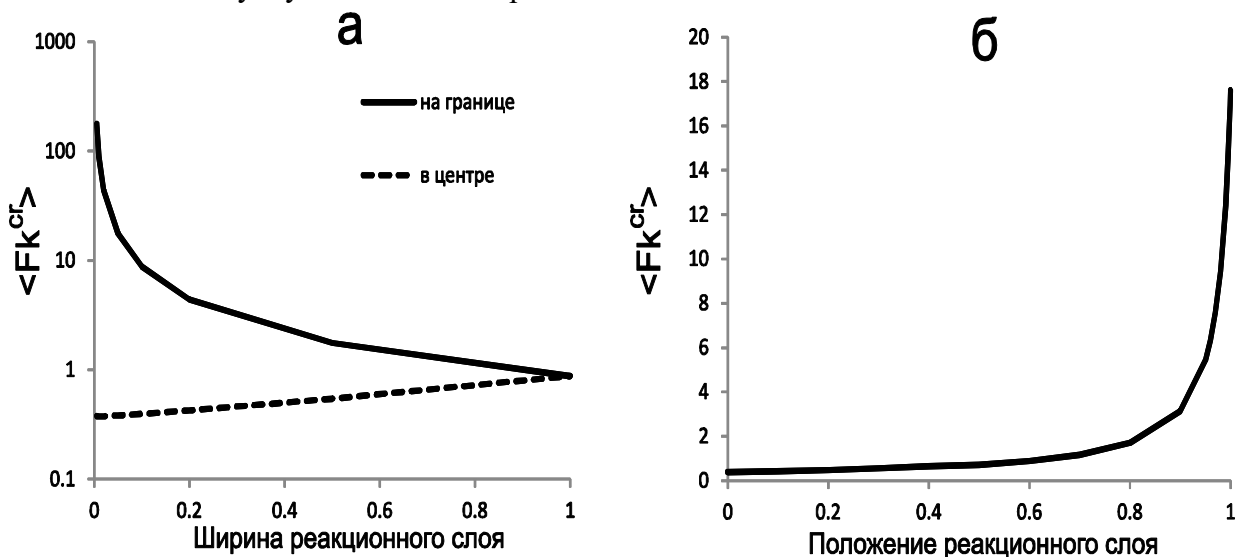 а
1000
100
10
1
0.1
<Fk^cr>
0 0.2 0.4 0.6 0.8 1
Ширина реакционного слоя
на границе
в центре
б
20
18
16
14
12
10
8
6
4
2
0
<Fk^cr>
0 0.2 0.4 0.6 0.8 1
Положение реакционного слоя